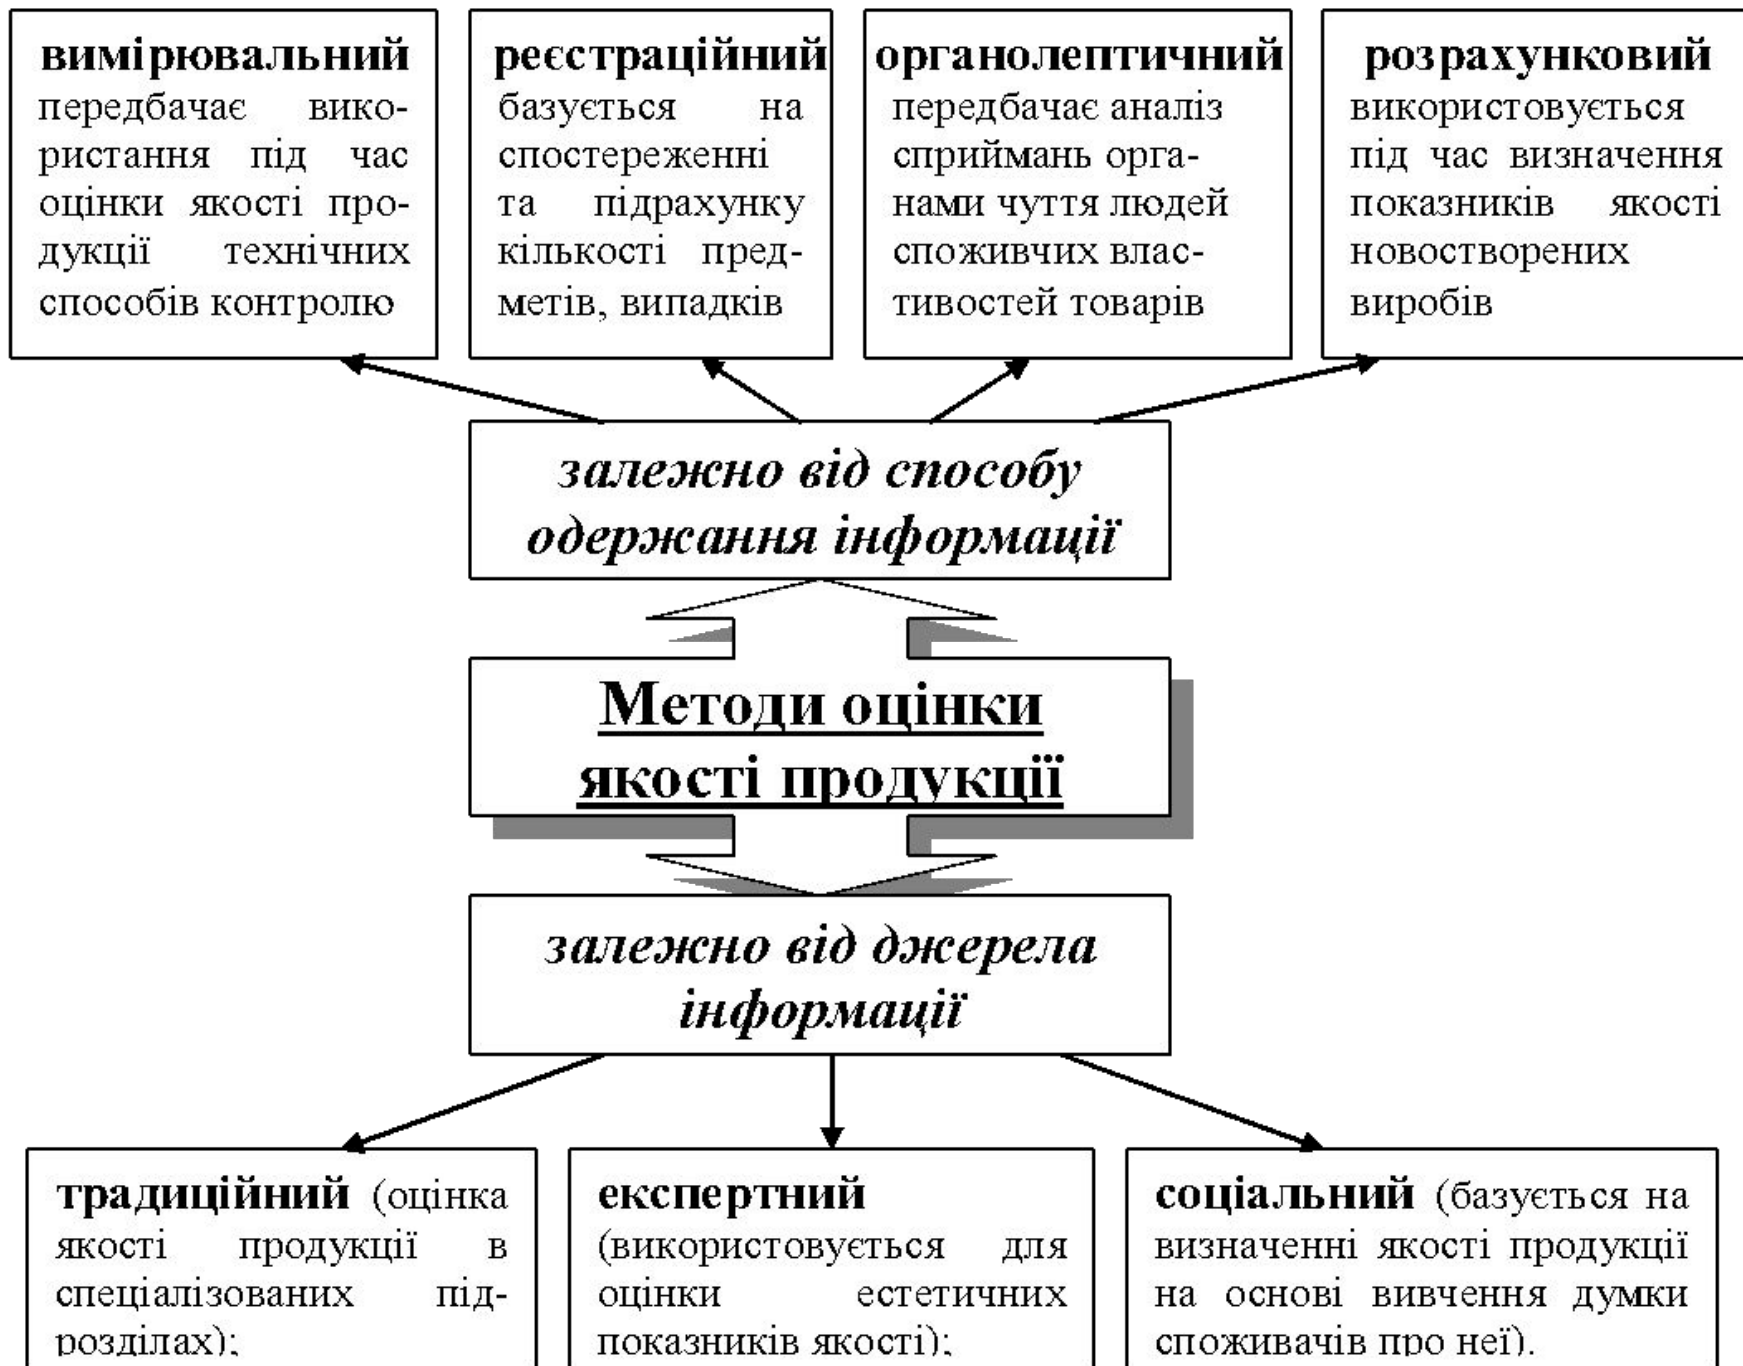 вимірювальний
передбачає вико-
ристання під час
оцінки якості про-
дукції технічних
способів контролю
реєстраційний
базується на
спостереженні
та підрахунку
кількості пред-
метів, випадків
органолептичний
передбачає аналіз
сприймань орга-
нами чуття людей
споживчих влас-
тивостей товарів
розрахунковий
використовується
під час визначення
показників якості
новостворених
виробів
залежно від способу
одержання інформації
Методи оцінки
якості продукції
залежно від джерела
інформації
традиційний (оцінка
якості продукції в
спеціалізованих під-
розділах);
експертний
(використовується для
оцінки естетичних
показників якості);
соціальний (базується на
визначенні якості продукції
на основі вивчення думки
споживачів про неї).